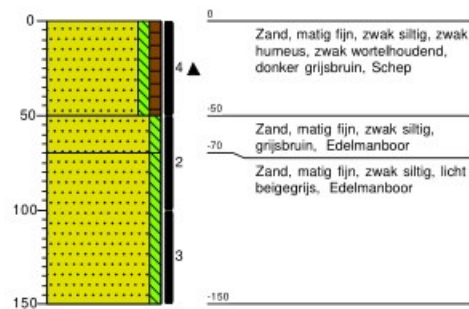 0
50
100
150
4
2
3
0
Zand, matig fijn, zwak siltig, zwak
humeus, zwak wortelhoudend,
donker grijsbruin, Schep
-50
Zand, matig fijn, zwak siltig,
grijsbruin, Edelmanboor
-70
Zand, matig fijn, zwak siltig, licht
beigegrijs, Edelmanboor
-150